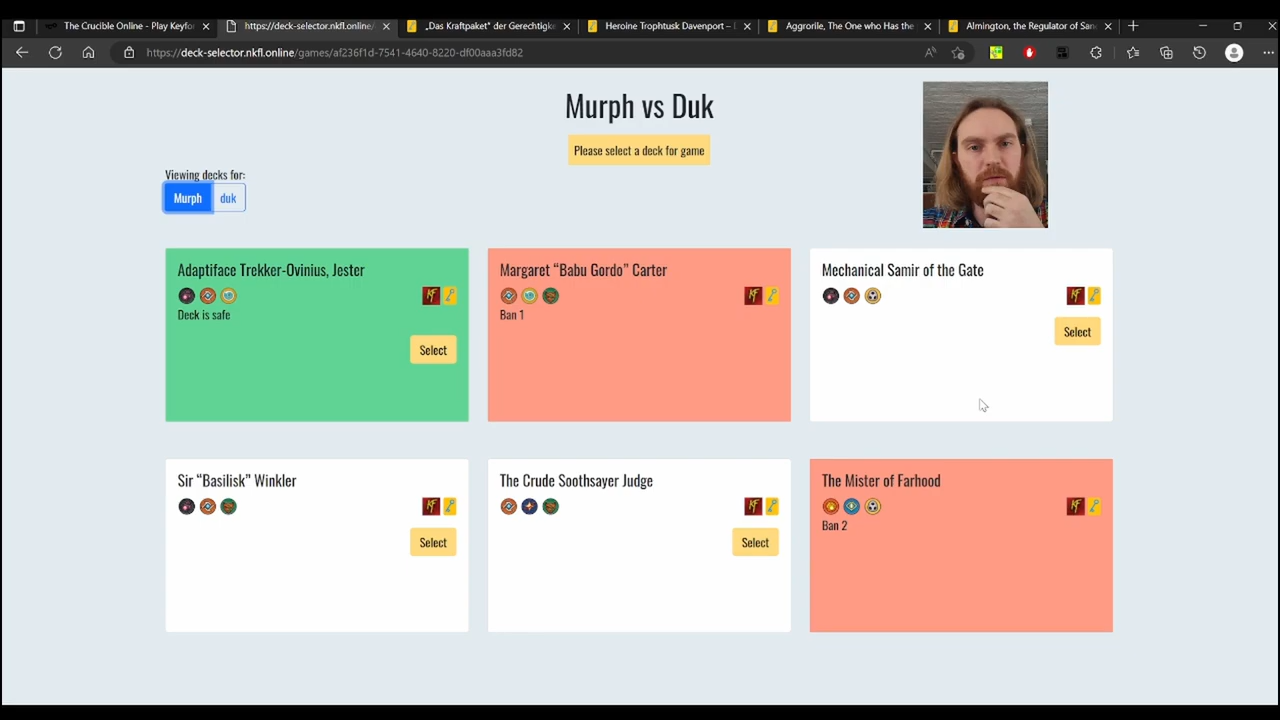 The Crucible Online - Play Keyfor
https://deck-selector.nkfl.online/
„Das Kraftpaket“ der Gerechtigke
Heroine Trophtusk Davenport –
Aggrorile, The One who Has the
Almington, the Regulator of San
https://deck-selector.nkfl.online/games/af236f1d-7541-4640-8220-df00aaa3fd82
Murph vs Duk
Please select a deck for game
Viewing decks for:
Murph duk
Adaptiface Trekker-Ovinius, Jester
Deck is safe
Select
Margaret “Babu Gordo” Carter
Ban 1
Mechanical Samir of the Gate
Select
Sir “Basilisk” Winkler
Select
The Crude Soothsayer Judge
Select
The Mister of Farhood
Ban 2